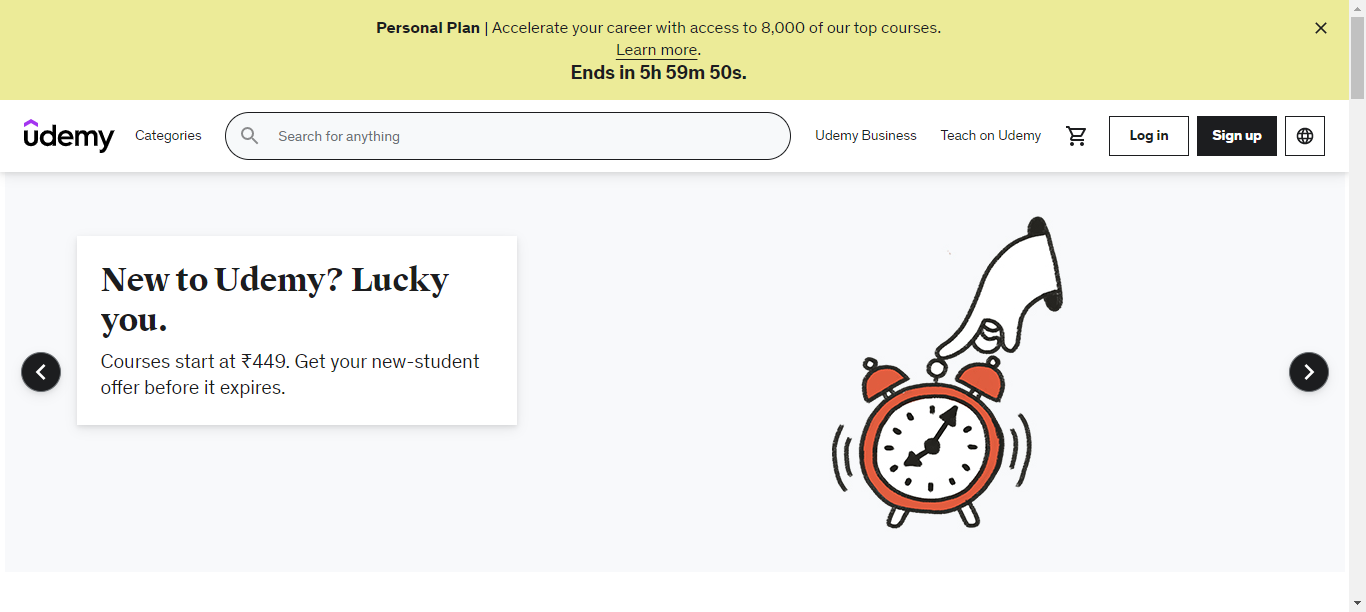 Personal Plan | Accelerate your career with access to 8,000 of our top courses.
Learn more.
Ends in 5h 59m 50s.
udemy Categories Search for anything Udemy Business Teach on Udemy Log in Sign up
New to Udemy? Lucky
you.
Courses start at ₹449. Get your new-student
offer before it expires.